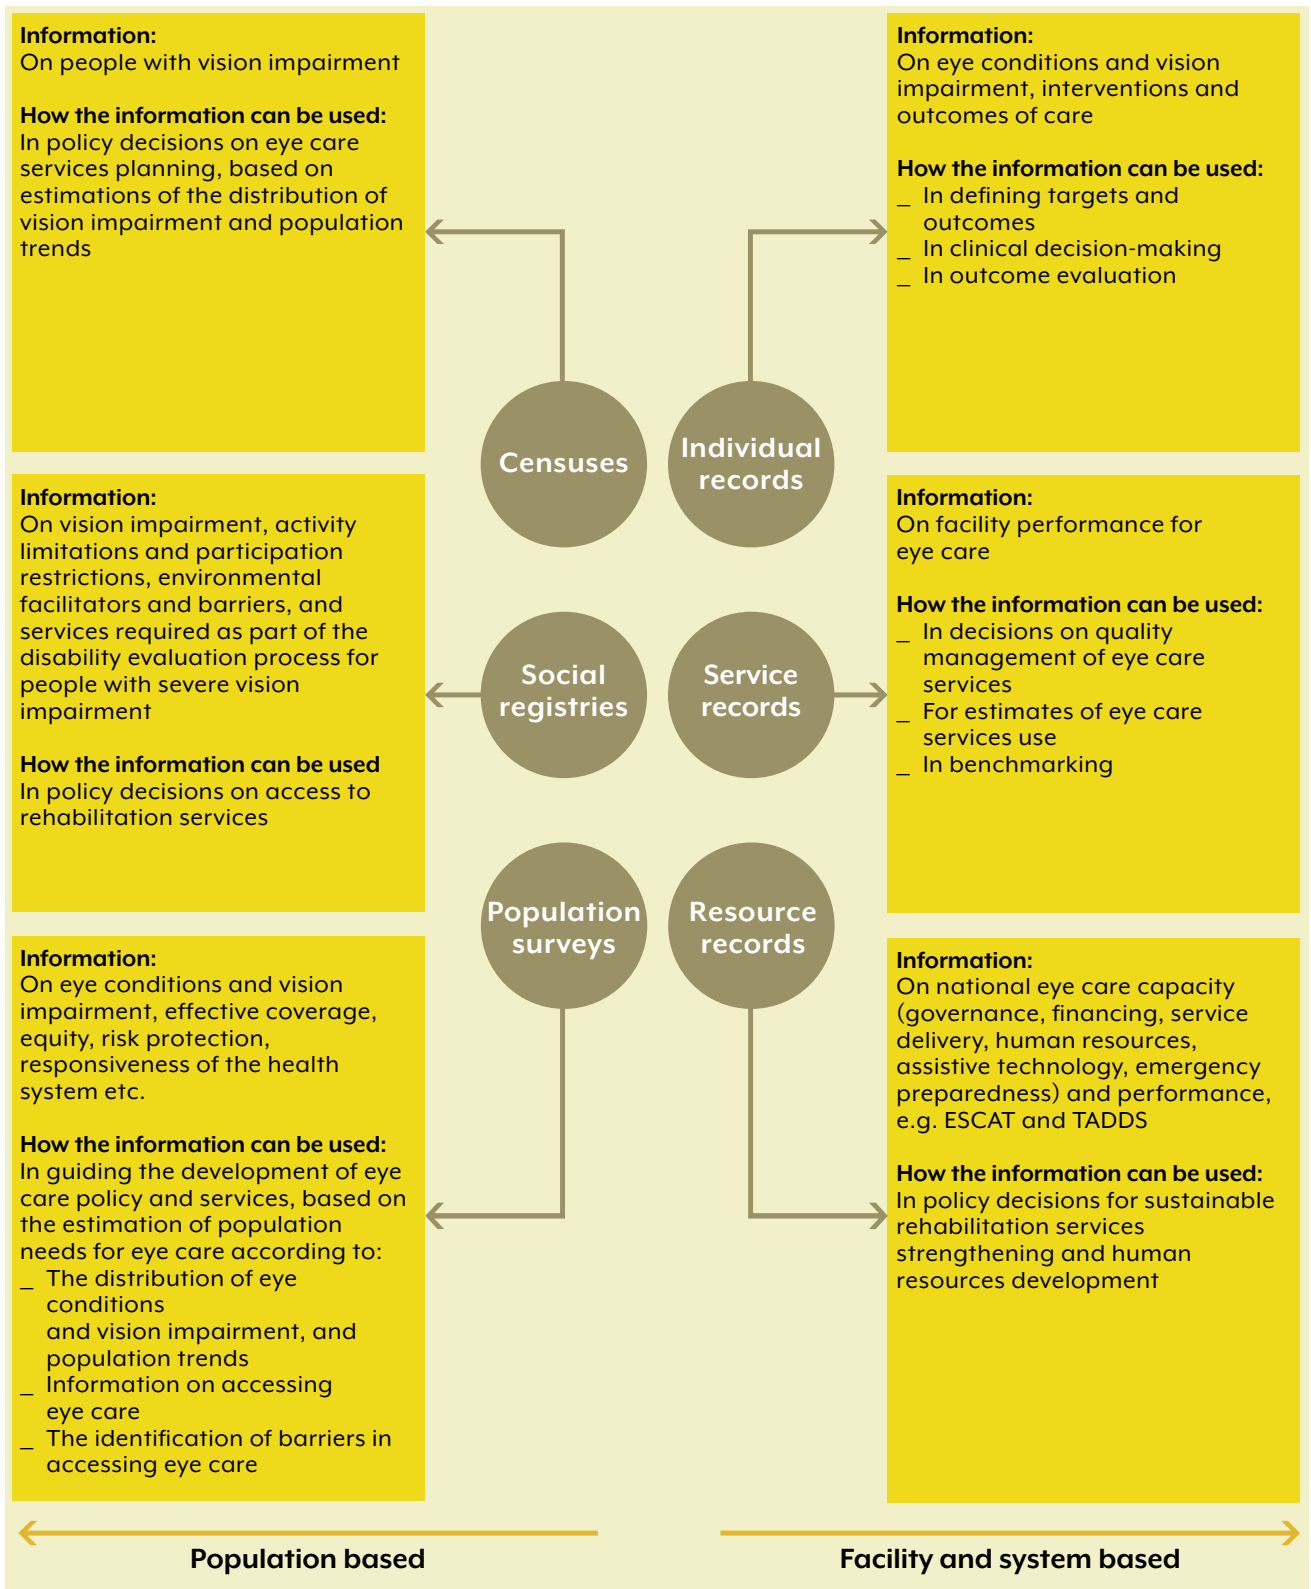 Information:
On people with vision impairment
How the information can be used:
In policy decisions on eye care
services planning, based on
estimations of the distribution of
vision impairment and population
trends
Information:
On eye conditions and vision
impairment, interventions and
outcomes of care
How the information can be used:
_ In defining targets and
outcomes
_ In clinical decision-making
_ In outcome evaluation
Censuses
Individual
records
Information:
On vision impairment, activity
limitations and participation
restrictions, environmental
facilitators and barriers, and
services required as part of the
disability evaluation process for
people with severe vision
impairment
How the information can be used
In policy decisions on access to
rehabilitation services
Social
registries
Service
records
Information:
On facility performance for
eye care
How the information can be used:
_ In decisions on quality
management of eye care
services
_ For estimates of eye care
services use
_ In benchmarking
Population
surveys
Resource
records
Information:
On eye conditions and vision
impairment, effective coverage,
equity, risk protection,
responsiveness of the health
system etc.
How the information can be used:
In guiding the development of eye
care policy and services, based on
the estimation of population
needs for eye care according to:
_ The distribution of eye
conditions
and vision impairment, and
population trends
_ Information on accessing
eye care
_ The identification of barriers in
accessing eye care
Information:
On national eye care capacity
(governance, financing, service
delivery, human resources,
assistive technology, emergency
preparedness) and performance,
e.g. ESCAT and TADDS
How the information can be used:
In policy decisions for sustainable
rehabilitation services
strengthening and human
resources development
Population based
Facility and system based